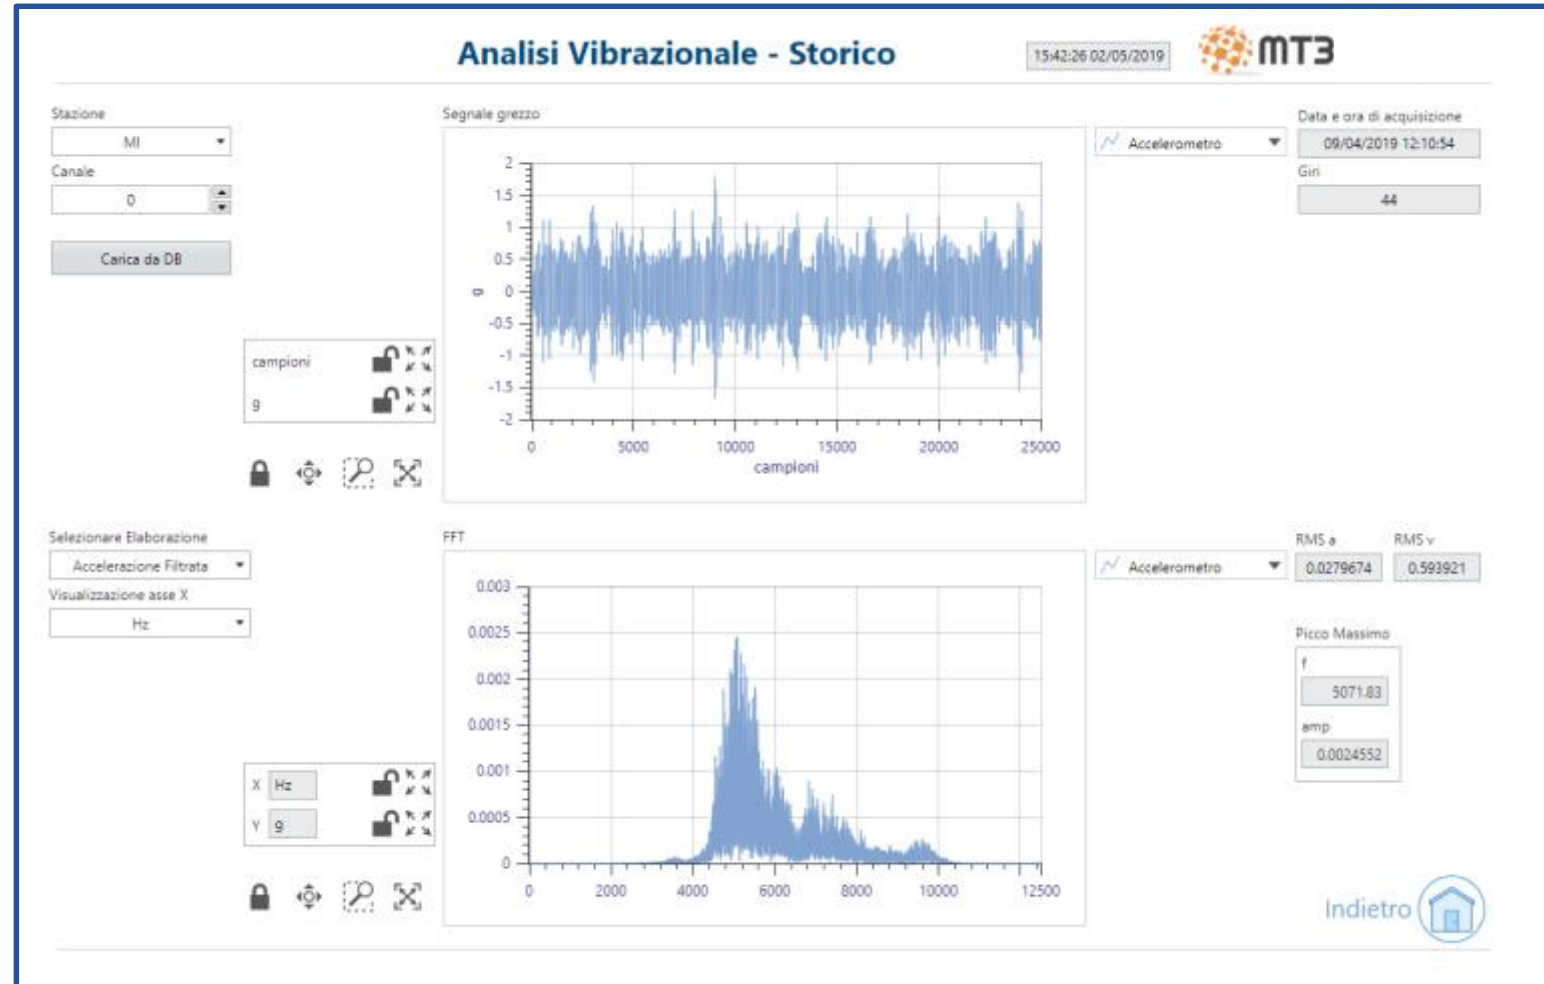 Analisi Vibrazionale - Storico
15:42:26 02/05/2019
MT3
Stazione
MI
Canale
0
Carica da DB
Segnale grezzo
Accelerometro
Data e ora di acquisizione
09/04/2019 12:10:54
Giri
44
2
1.5
1
0.5
0
-0.5
-1
-1.5
-2
g
0 5000 10000 15000 20000 25000
campioni
campioni
g
Selezionare Elaborazione
Accelerazione Filtrata
Visualizzazione asse X
Hz
FFT
Accelerometro
RMS a RMS v
0.0279674 0.593921
Picco Massimo
f
5071.83
amp
0.0024552
0.003
0.0025
0.002
0.0015
0.001
0.0005
0
0 2000 4000 6000 8000 10000 12500
X Hz
Y g
Indietro